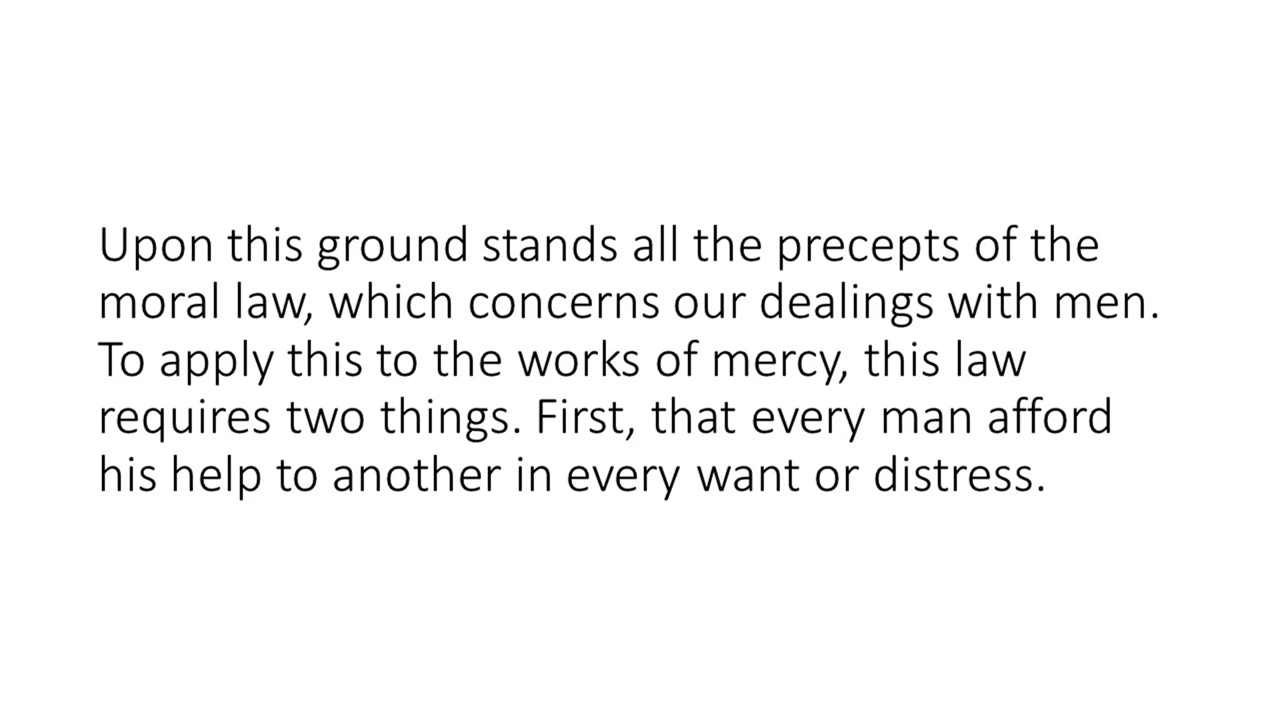 Upon this ground stands all the precepts of the
moral law, which concerns our dealings with men.
To apply this to the works of mercy, this law
requires two things. First, that every man afford
his help to another in every want or distress.